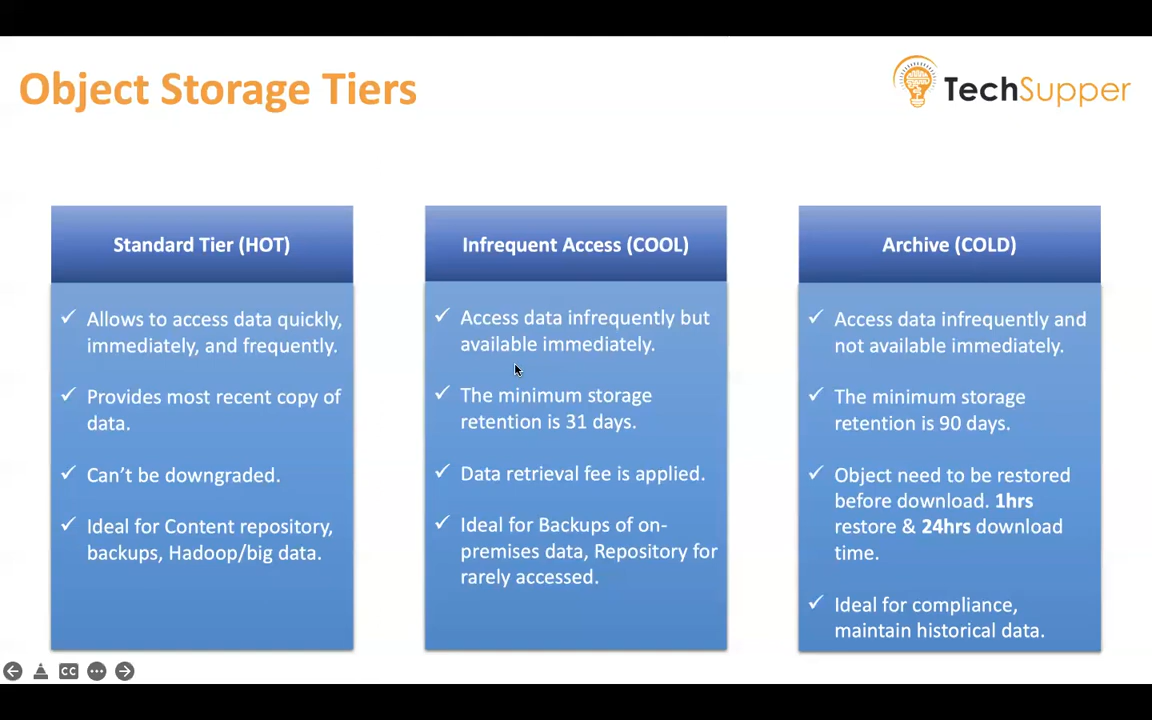 Object Storage Tiers
TechSupper
Standard Tier (HOT)
Allows to access data quickly,
immediately, and frequently.
Provides most recent copy of
data.
Can't be downgraded.
Ideal for Content repository,
backups, Hadoop/big data.
Infrequent Access (COOL)
Access data infrequently but
available immediately.
The minimum storage
retention is 31 days.
Data retrieval fee is applied.
Ideal for Backups of on-
premises data, Repository for
rarely accessed.
Archive (COLD)
Access data infrequently and
not available immediately.
The minimum storage
retention is 90 days.
Object need to be restored
before download. 1hrs
restore & 24hrs download
time.
Ideal for compliance,
maintain historical data.
CC